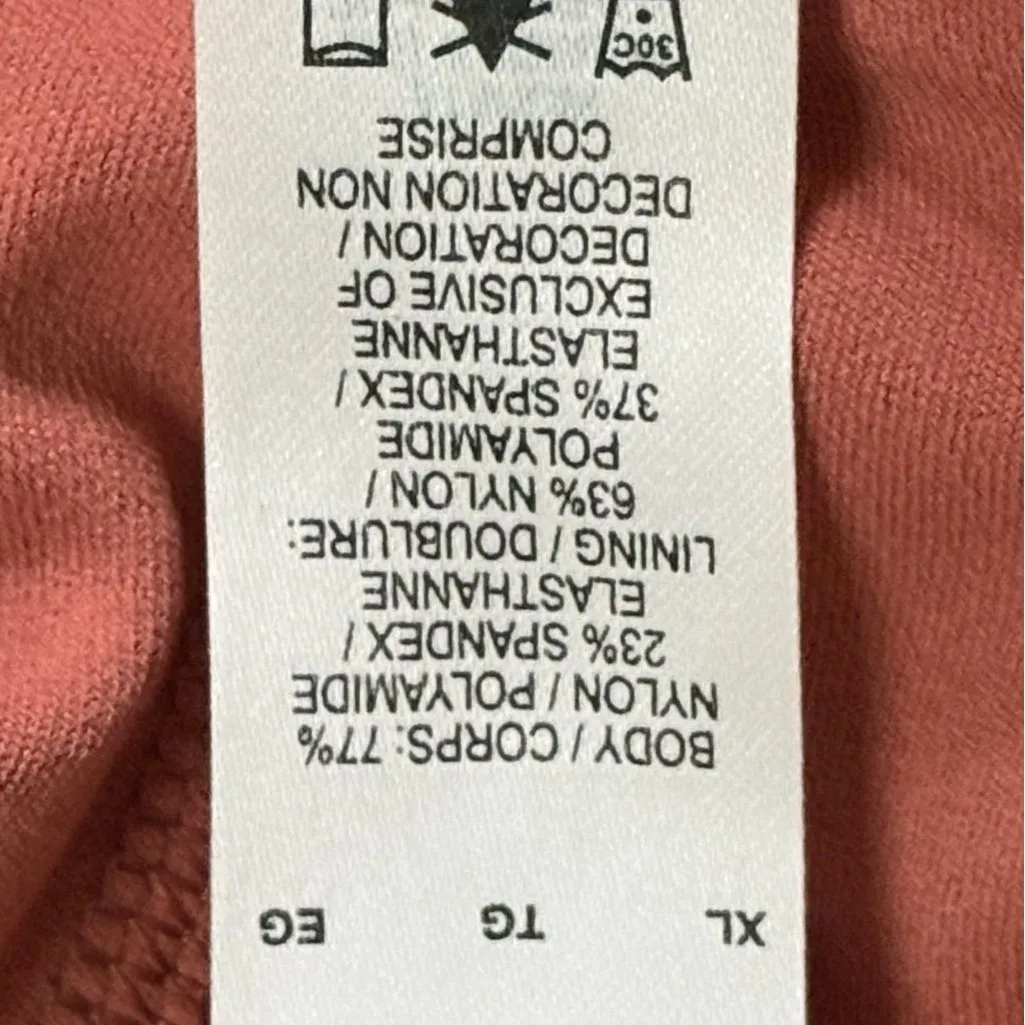 XL TG EG
BODY / CORPS: 77%
NYLON / POLYAMIDE
23% SPANDEX /
ELASTHANNE
LINING / DOUBLURE:
63% NYLON /
POLYAMIDE
37% SPANDEX /
ELASTHANNE
EXCLUSIVE OF
DECORATION /
DECORATION NON
COMPRISE
30C